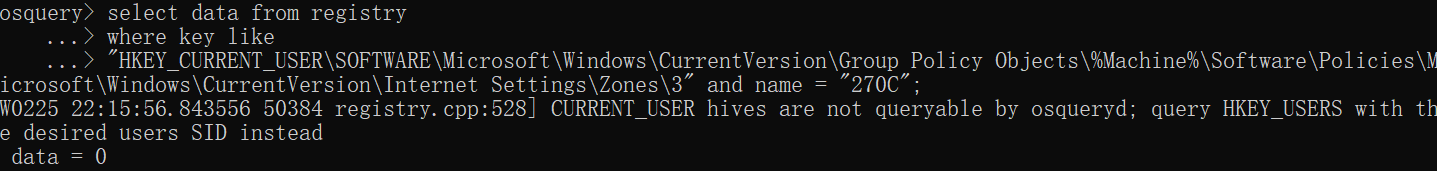 osquery> select data from registry
    ...> where key like
    ...> "HKEY_CURRENT_USER\SOFTWARE\Microsoft\Windows\CurrentVersion\Group Policy Objects\%Machine%\Software\Policies\M
icrosoft\Windows\CurrentVersion\Internet Settings\Zones\3" and name = "270C";
W0225 22:15:56.843556 50384 registry.cpp:528] CURRENT_USER hives are not queryable by osqueryd; query HKEY_USERS with th
e desired users SID instead
 data = 0